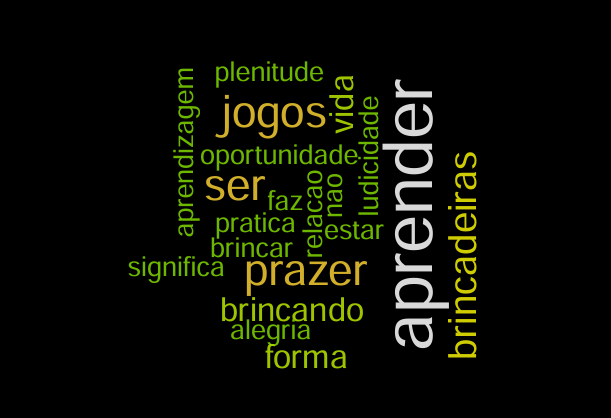 plenitude
aprendizagem
jogos
vida
ludicidade
aprender
oportunidade
brincadeiras
ser
faz
relacao
nao
pratica
estar
brincar
significa
prazer
brincando
alegria
forma